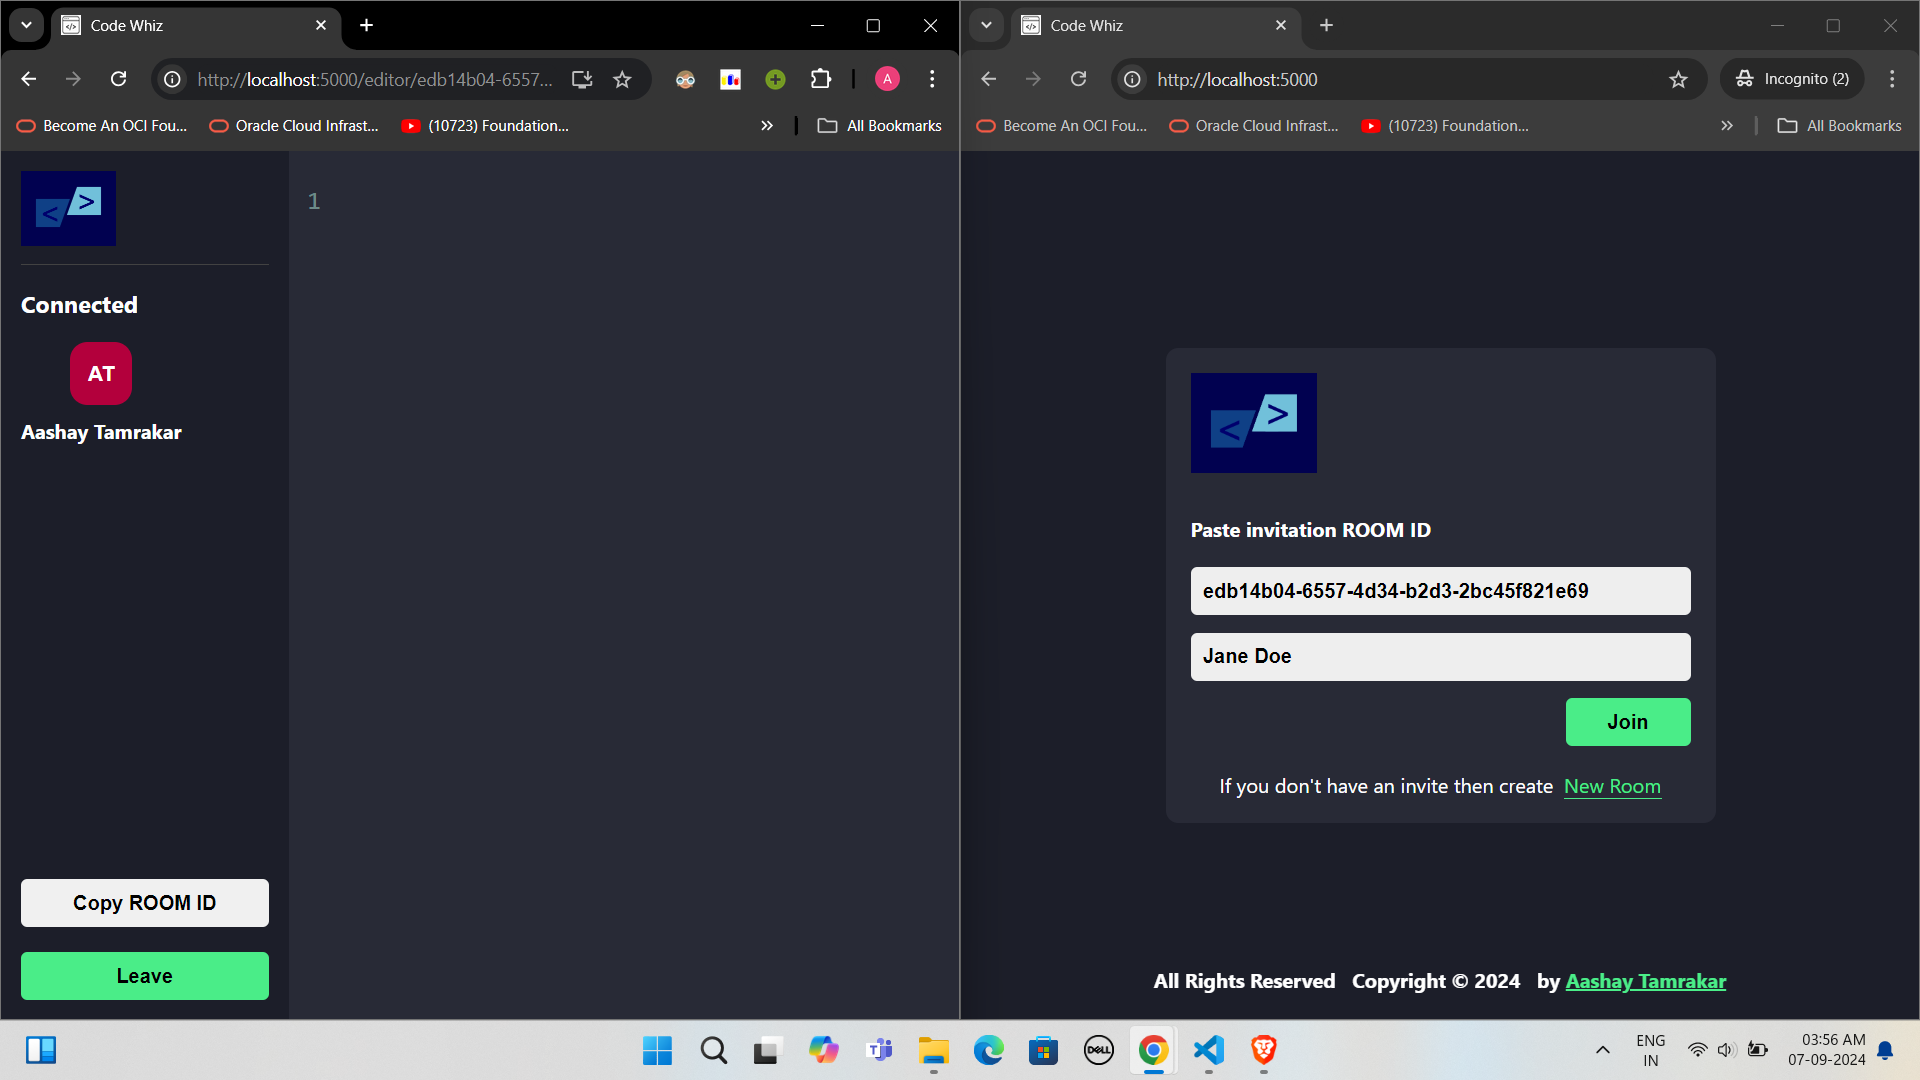 Code Whiz
http://localhost:5000/editor/edb14b04-6557...
A
Become An OCI Fou...
Oracle Cloud Infrast...
(10723) Foundation...
All Bookmarks
< >
Connected
AT
Aashay Tamrakar
Copy ROOM ID
Leave
1
Code Whiz
http://localhost:5000
Incognito (2)
Become An OCI Fou...
Oracle Cloud Infrast...
(10723) Foundation...
All Bookmarks
< >
Paste invitation ROOM ID
edb14b04-6557-4d34-b2d3-2bc45f821e69
Jane Doe
Join
If you don't have an invite then create New Room
All Rights Reserved Copyright © 2024 by Aashay Tamrakar
DELL
ENG
IN
03:56 AM
07-09-2024